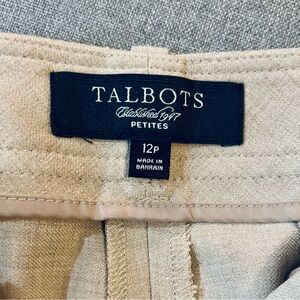 TALBOTS
Established 1947
PETITES
12P
MADE IN
BAHRAIN